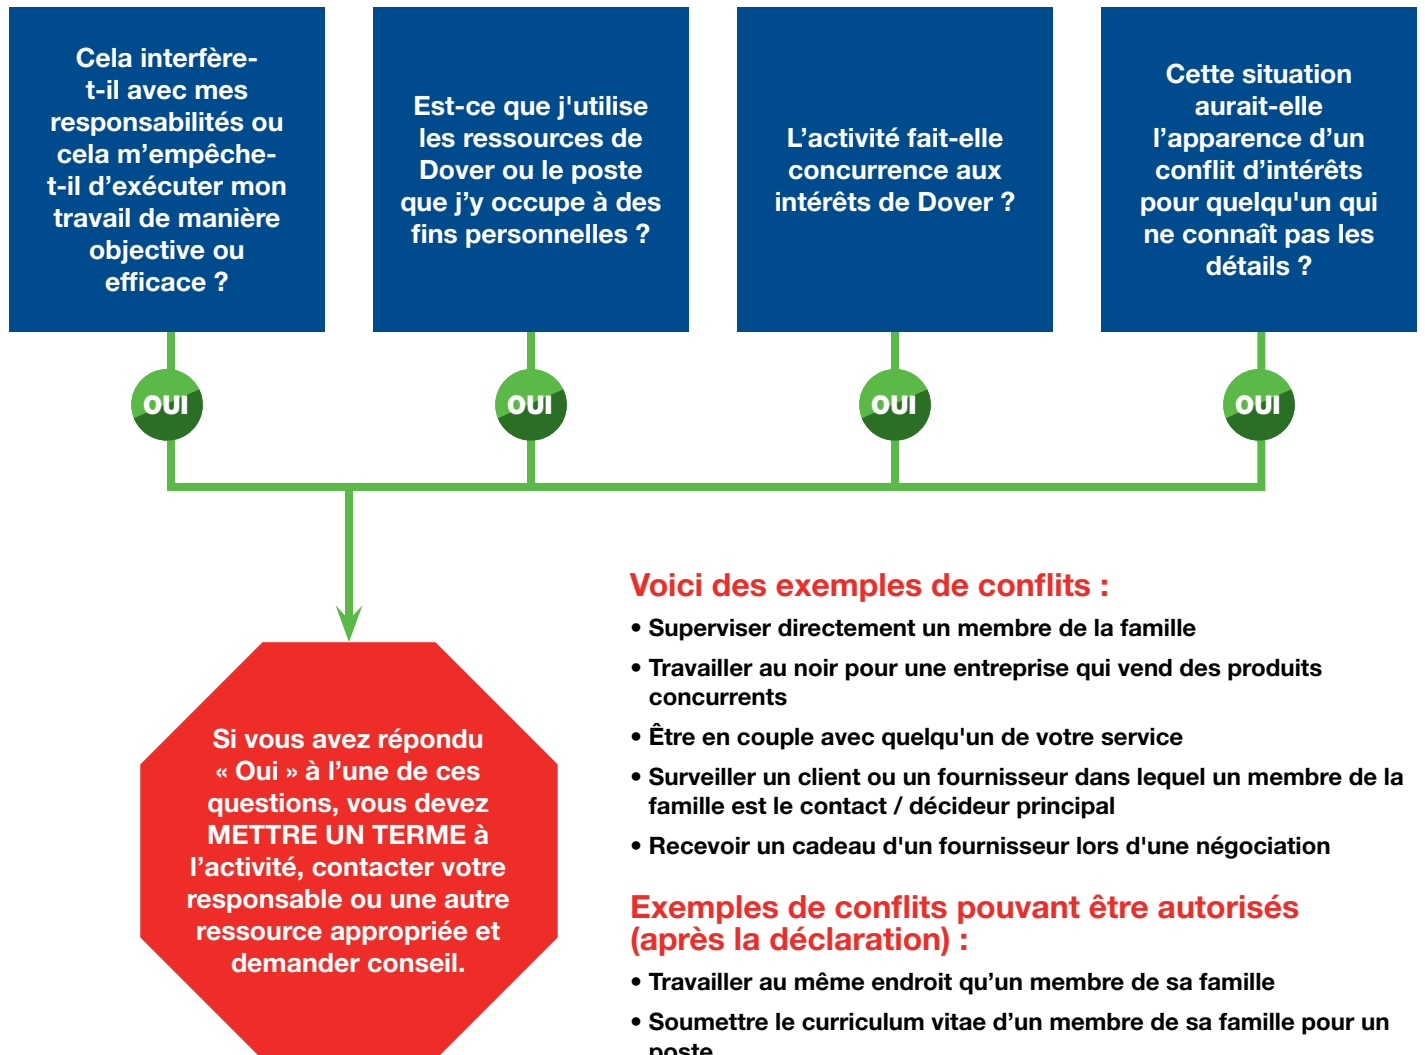 Cela interfère-
t-il avec mes
responsabilités ou
cela m’empêche-
t-il d’exécuter mon
travail de manière
objective ou
efficace ?
Est-ce que j'utilise
les ressources de
Dover ou le poste
que j’y occupe à des
fins personnelles ?
L’activité fait-elle
concurrence aux
intérêts de Dover ?
Cette situation
aurait-elle
l’apparence d’un
conflit d’intérêts
pour quelqu'un qui
ne connaît pas les
détails ?
OUI
OUI
OUI
OUI
Si vous avez répondu
« Oui » à l’une de ces
questions, vous devez
METTRE UN TERME à
l’activité, contacter votre
responsable ou une autre
ressource appropriée et
demander conseil.
Voici des exemples de conflits :
• Superviser directement un membre de la famille
• Travailler au noir pour une entreprise qui vend des produits
concurrents
• Être en couple avec quelqu'un de votre service
• Surveiller un client ou un fournisseur dans lequel un membre de la
famille est le contact / décideur principal
• Recevoir un cadeau d'un fournisseur lors d'une négociation
Exemples de conflits pouvant être autorisés
(après la déclaration) :
• Travailler au même endroit qu’un membre de sa famille
• Soumettre le curriculum vitae d’un membre de sa famille pour un
poste